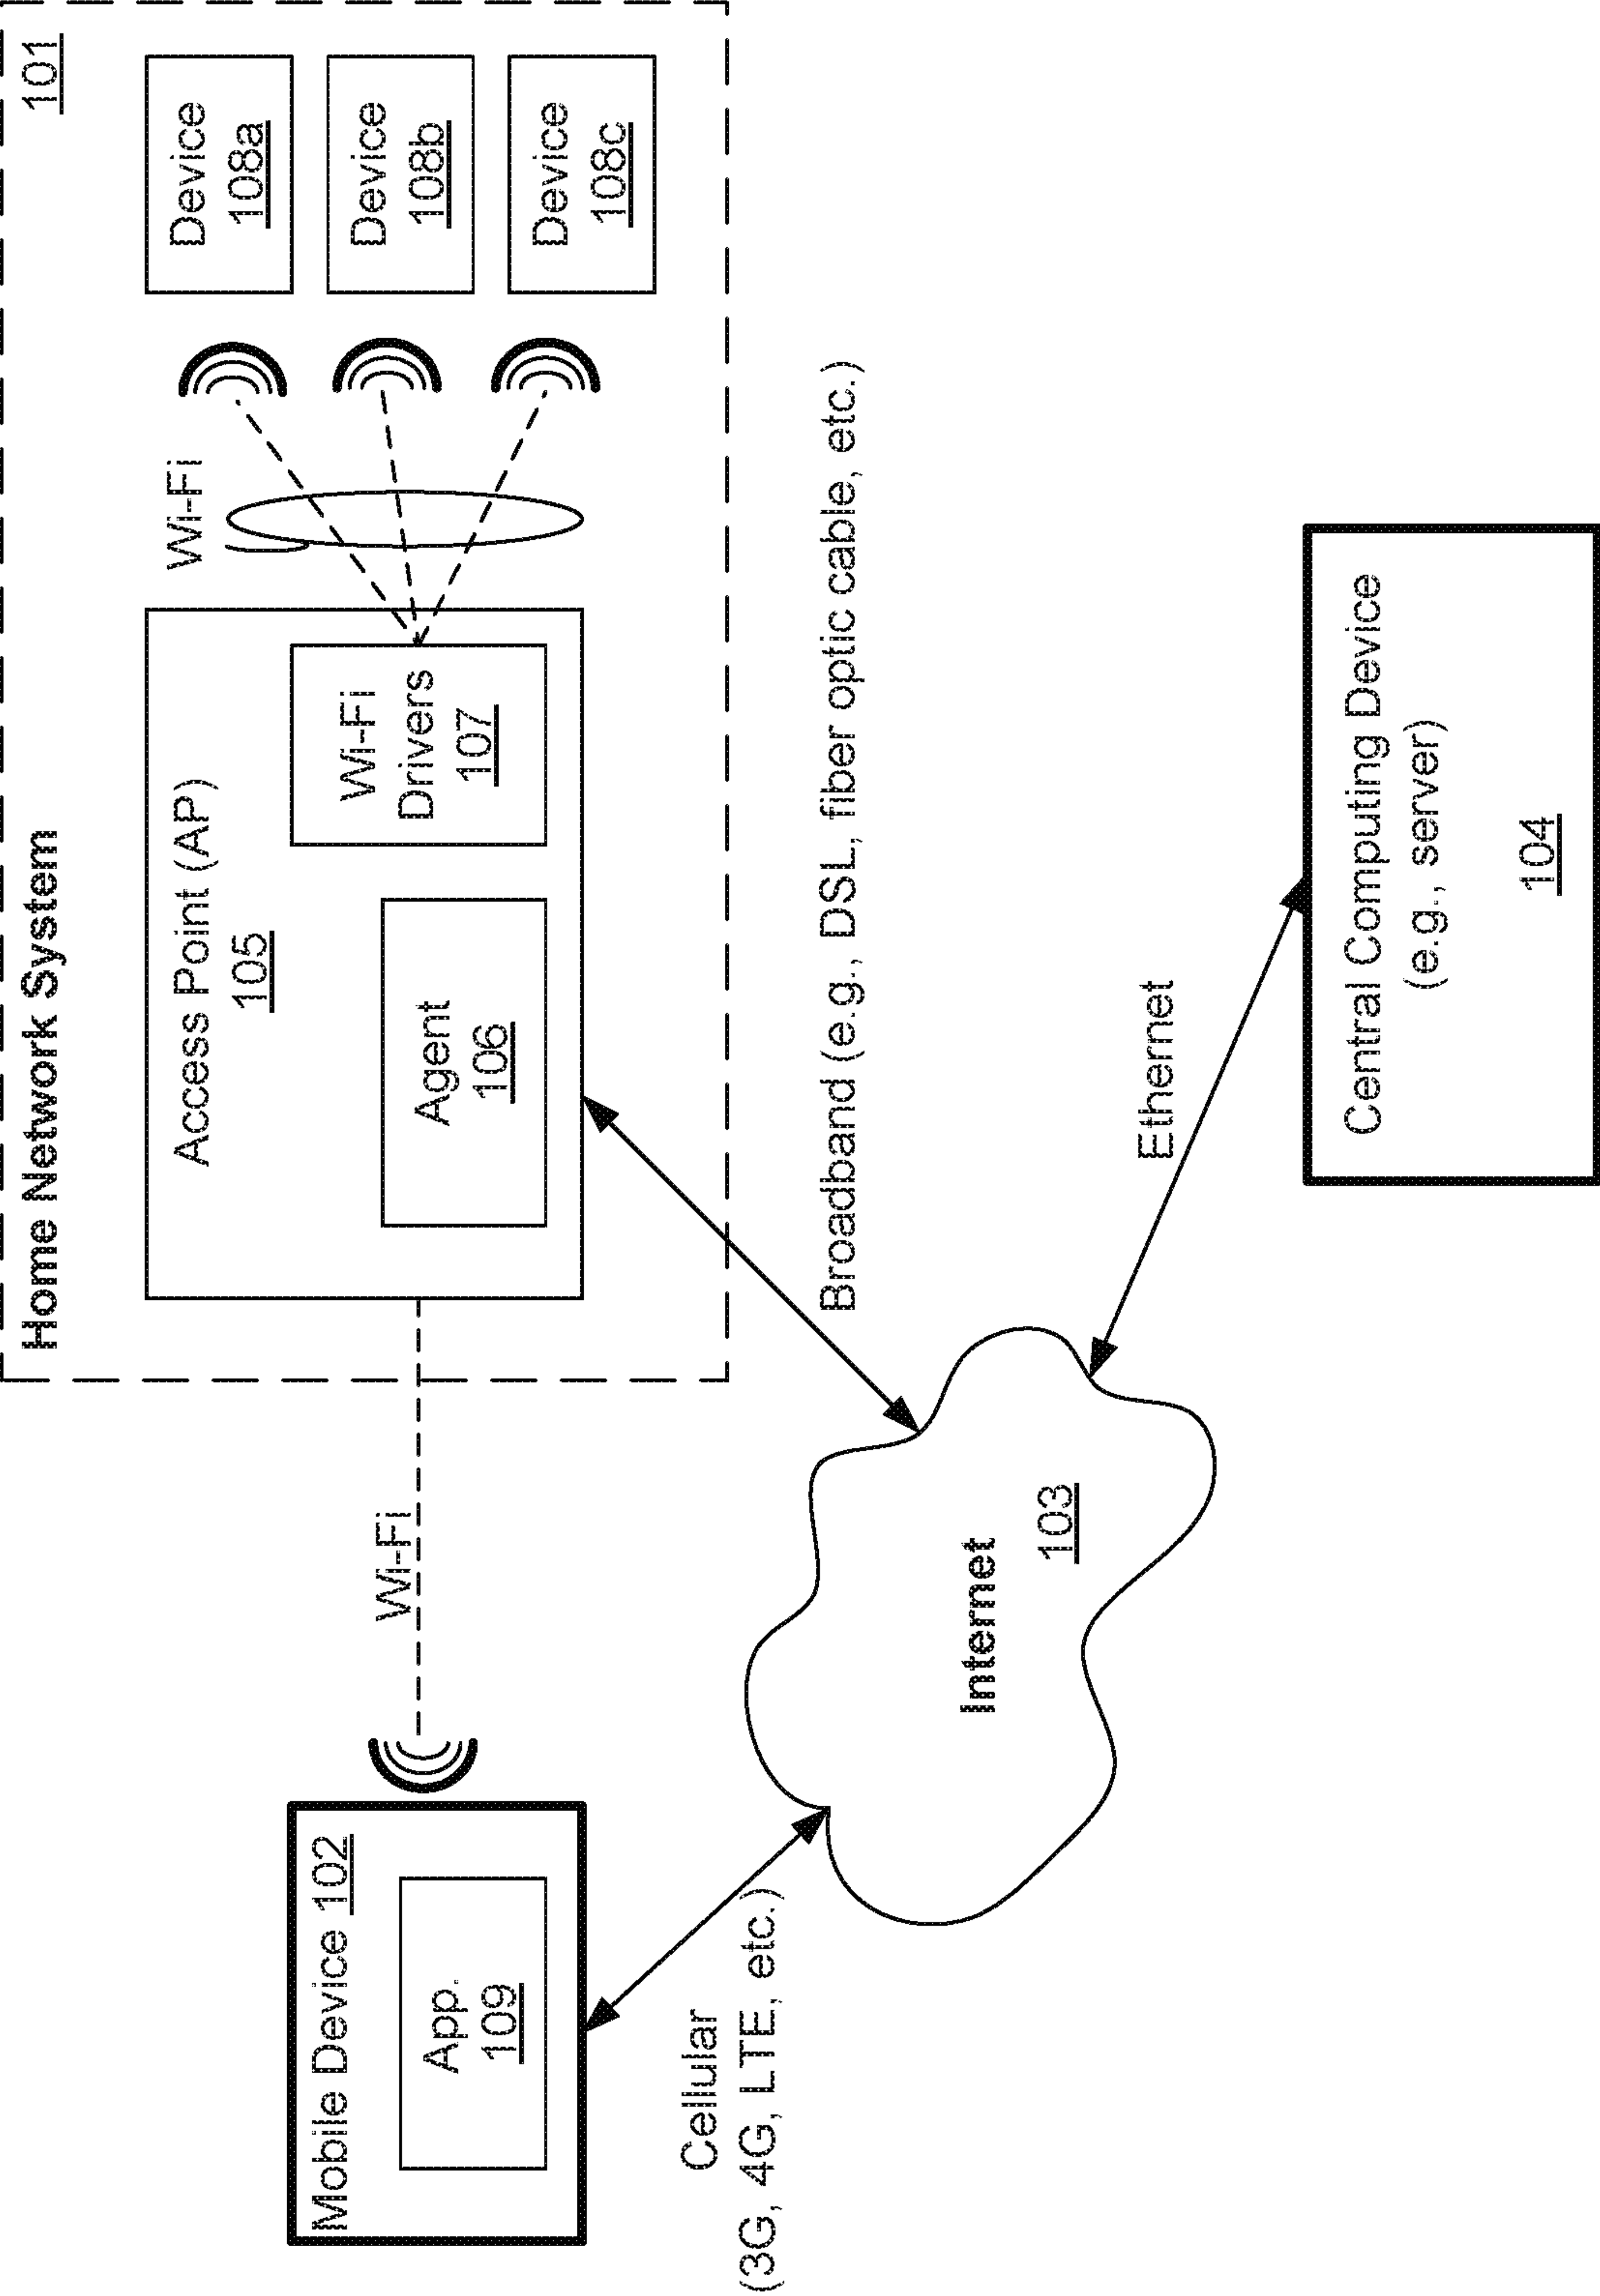 Home Network System
101
Access Point (AP)
105
Agent
106
Wi-Fi
Drivers
107
Wi-Fi
Device
108a
Device
108b
Device
108c
Mobile Device 102
App.
109
Wi-Fi
Cellular
(3G, 4G, LTE, etc.)
Internet
103
Broadband (e.g., DSL, fiber optic cable, etc.)
Ethernet
Central Computing Device
(e.g., server)
104